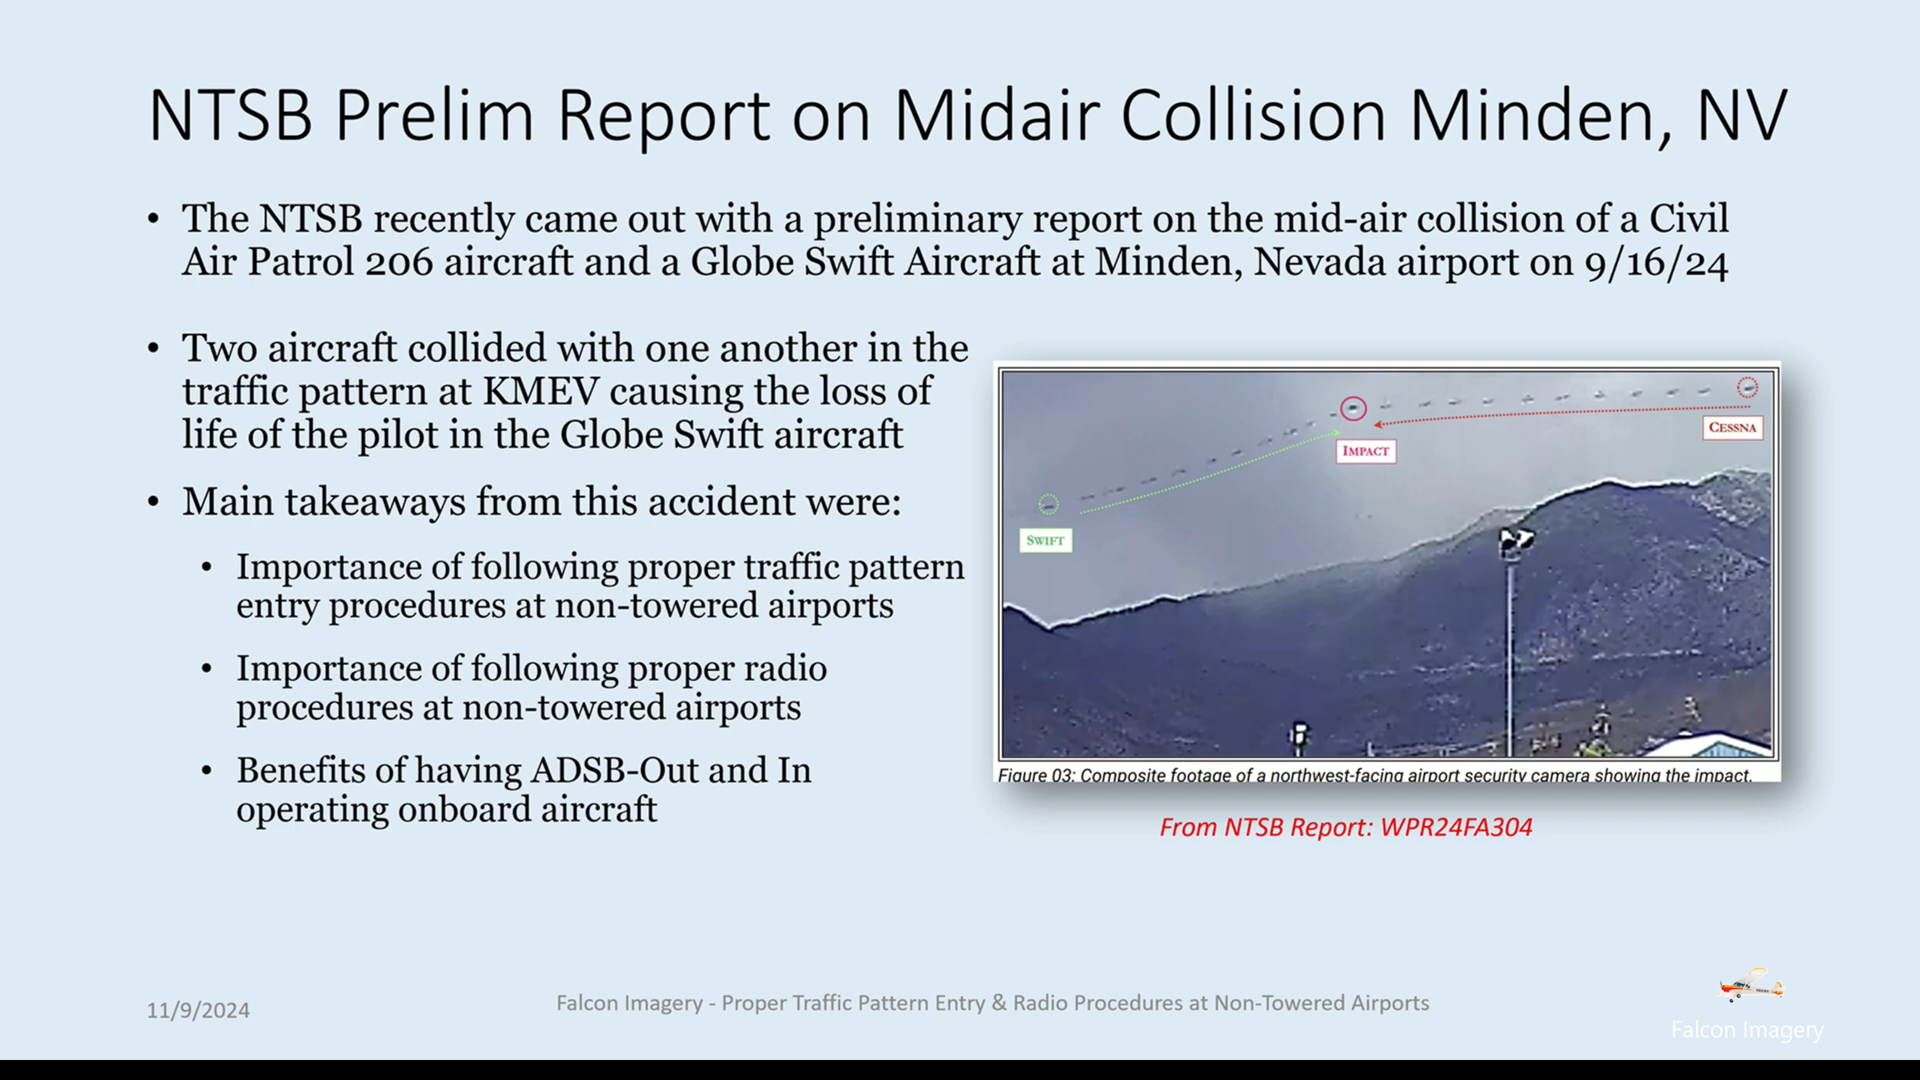 NTSB Prelim Report on Midair Collision Minden, NV
• The NTSB recently came out with a preliminary report on the mid-air collision of a Civil
Air Patrol 206 aircraft and a Globe Swift Aircraft at Minden, Nevada airport on 9/16/24
• Two aircraft collided with one another in the
traffic pattern at KMEV causing the loss of
life of the pilot in the Globe Swift aircraft
• Main takeaways from this accident were:
• Importance of following proper traffic pattern
entry procedures at non-towered airports
• Importance of following proper radio
procedures at non-towered airports
• Benefits of having ADSB-Out and In
operating onboard aircraft
CESSNA
IMPACT
SWIFT
Figure 03: Composite footage of a northwest-facing airport security camera showing the impact.
From NTSB Report: WPR24FA304
11/9/2024
Falcon Imagery - Proper Traffic Pattern Entry & Radio Procedures at Non-Towered Airports
Falcon Imagery